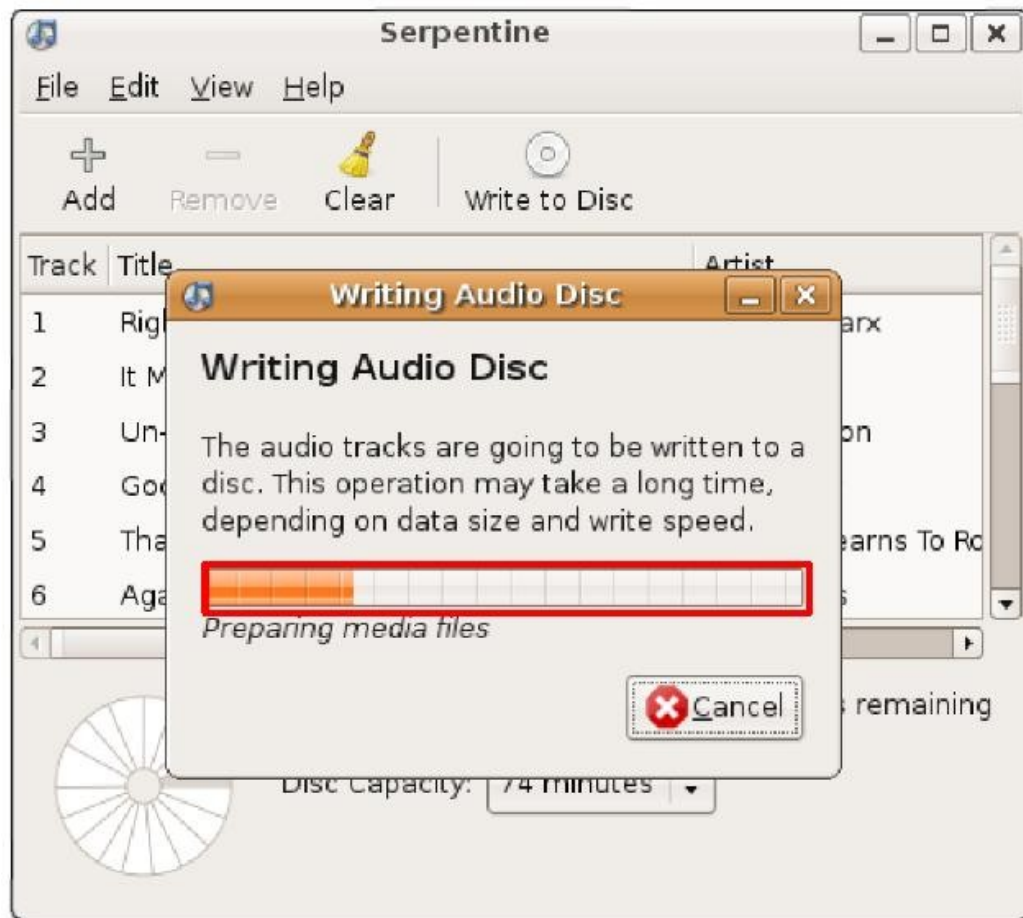 Serpentine
File Edit View Help
Add Remove Clear Write to Disc
Track Title Artist
Writing Audio Disc
1
2 It
3
4
5
6
Writing Audio Disc
The audio tracks are going to be written to a
disc. This operation may take a long time,
depending on data size and write speed.
Preparing media files
Cancel
earns To
remaining
Disc Capacity: 74 minutes